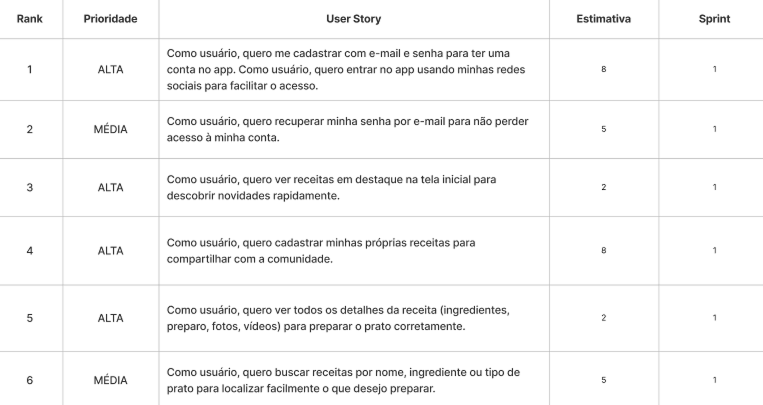 Rank Prioridade User Story Estimativa Sprint
1 ALTA Como usuário, quero me cadastrar com e-mail e senha para ter uma
conta no app. Como usuário, quero entrar no app usando minhas redes
sociais para facilitar o acesso. 8 1
2 MÉDIA Como usuário, quero recuperar minha senha por e-mail para não perder
acesso à minha conta. 5 1
3 ALTA Como usuário, quero ver receitas em destaque na tela inicial para
descobrir novidades rapidamente. 2 1
4 ALTA Como usuário, quero cadastrar minhas próprias receitas para
compartilhar com a comunidade. 8 1
5 ALTA Como usuário, quero ver todos os detalhes da receita (ingredientes,
preparo, fotos, vídeos) para preparar o prato corretamente. 2 1
6 MÉDIA Como usuário, quero buscar receitas por nome, ingrediente ou tipo de
prato para localizar facilmente o que desejo preparar. 5 1